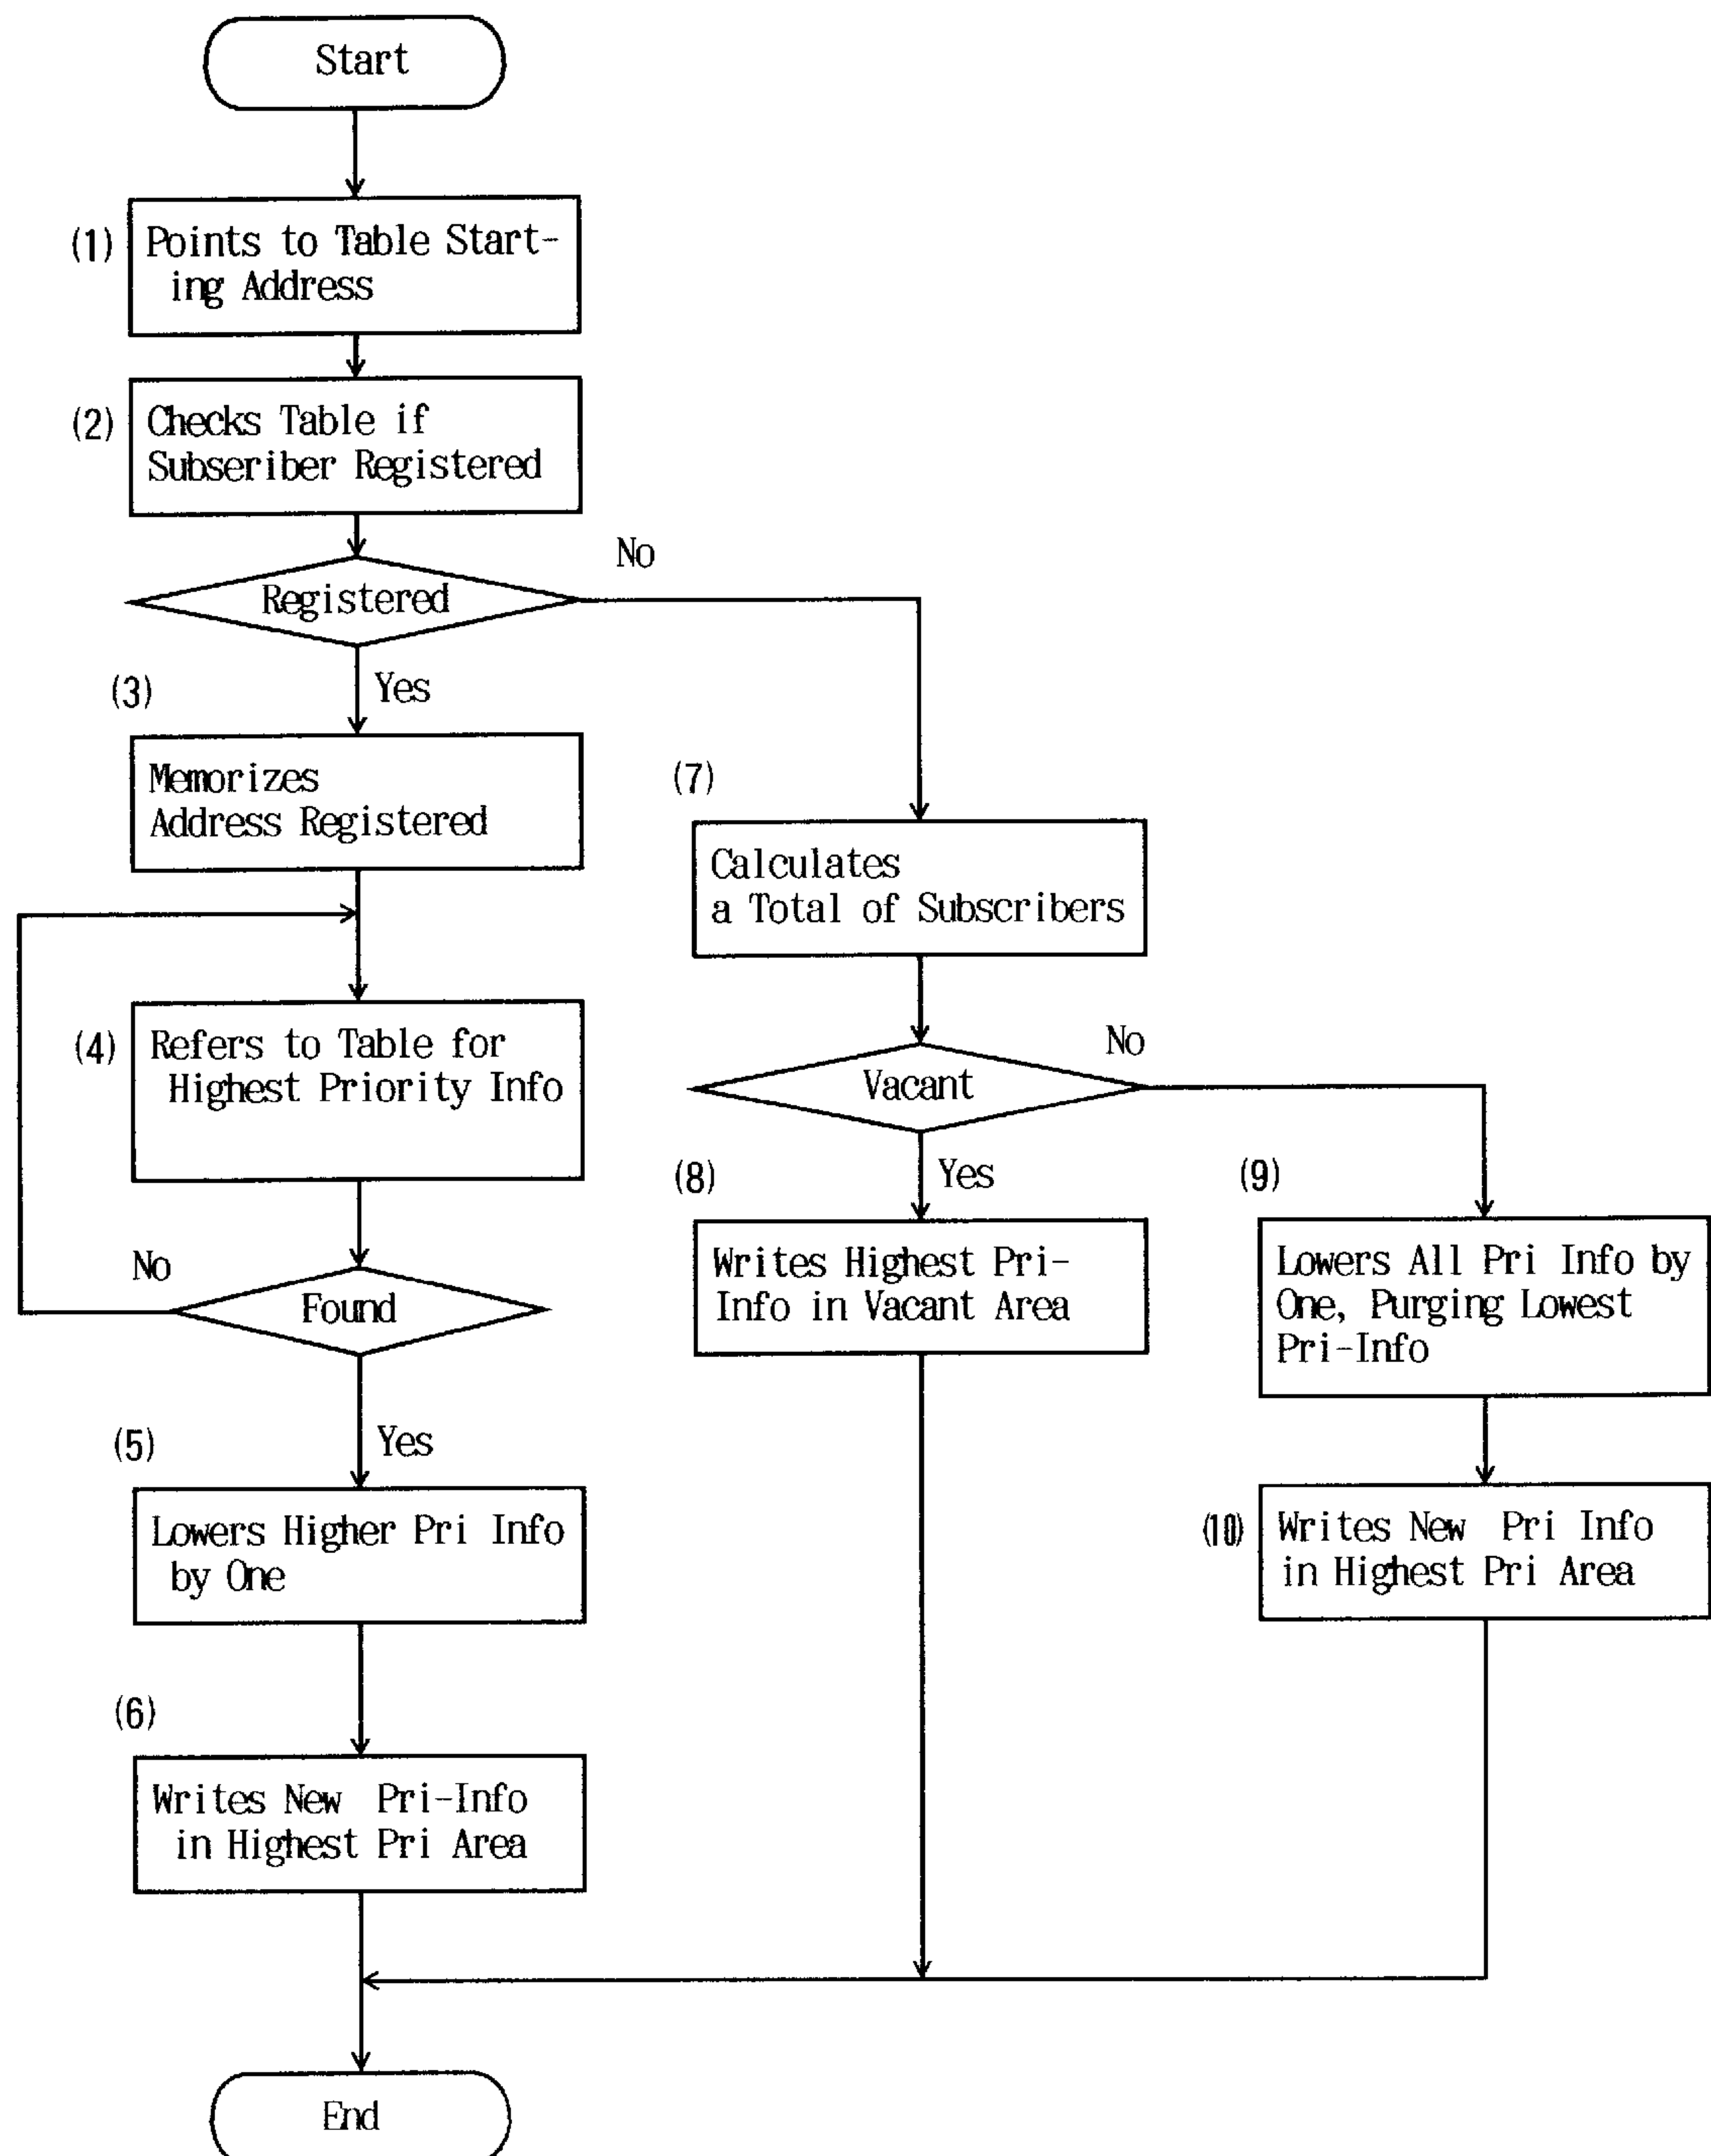 Start
(1)
Points to Table Start-
ing Address
(2)
Checks Table if
Subseriber Registered
Registered
No
Yes
(3)
Memorizes
Address Registered
(4)
Refers to Table for
Highest Priority Info
Found
No
Yes
(5)
Lowers Higher Pri Info
by One
(6)
Writes New Pri-Info
in Highest Pri Area
(7)
Calculates
a Total of Subscribers
Vacant
No
Yes
(8)
Writes Highest Pri-
Info in Vacant Area
(9)
Lowers All Pri Info by
One, Purging Lowest
Pri-Info
(10)
Writes New Pri Info
in Highest Pri Area
End